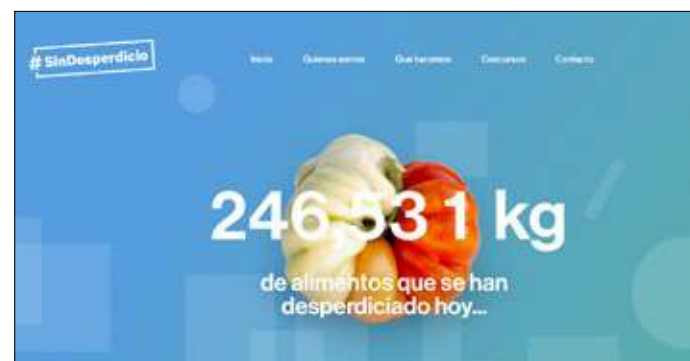 #SinDesperdicio
Inicio Quienes somos Que hacemos Concursos Contacto
246,531 kg
de alimentos que se han
desperdiciado hoy...